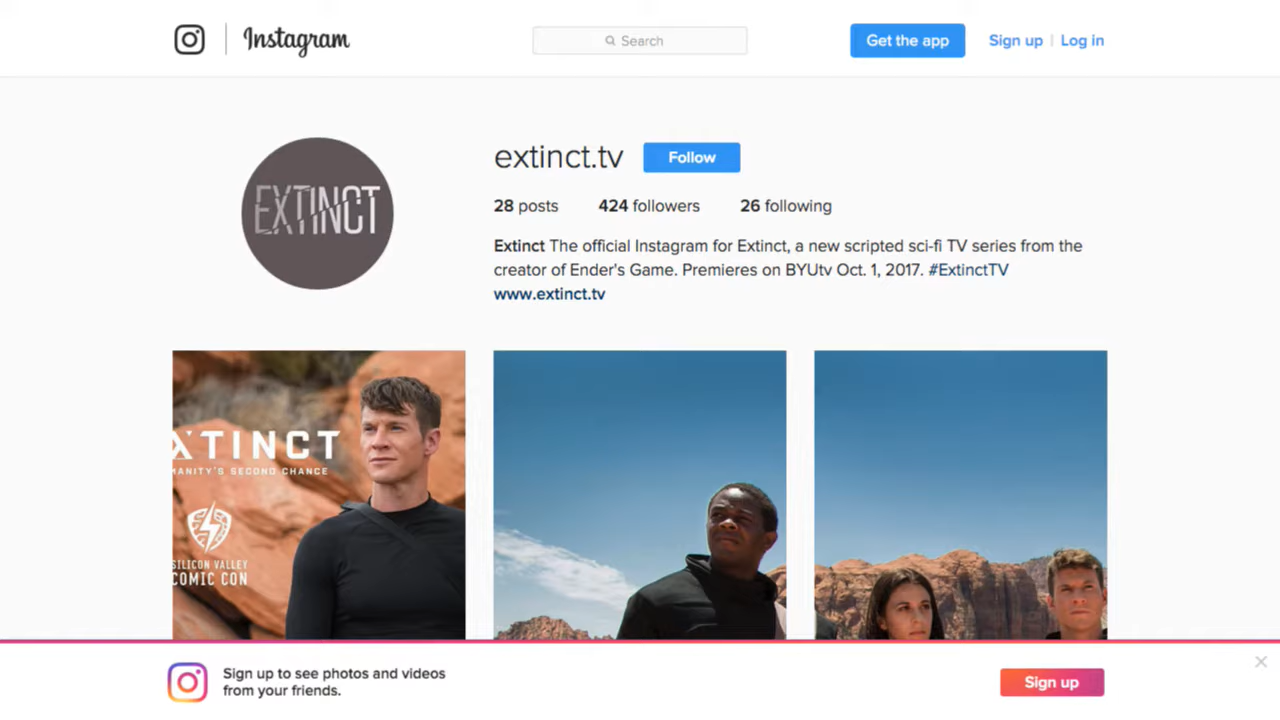 Instagram
Search
Get the app
Sign up | Log in
EXTINCT
extinct.tv
Follow
28 posts
424 followers
26 following
Extinct The official Instagram for Extinct, a new scripted sci-fi TV series from the
creator of Ender's Game. Premieres on BYUtv Oct. 1, 2017. #ExtinctTV
www.extinct.tv
XTINCT
MANITY'S SECOND CHANCE
SILICON VALLEY
COMIC CON
Sign up to see photos and videos
from your friends.
Sign up